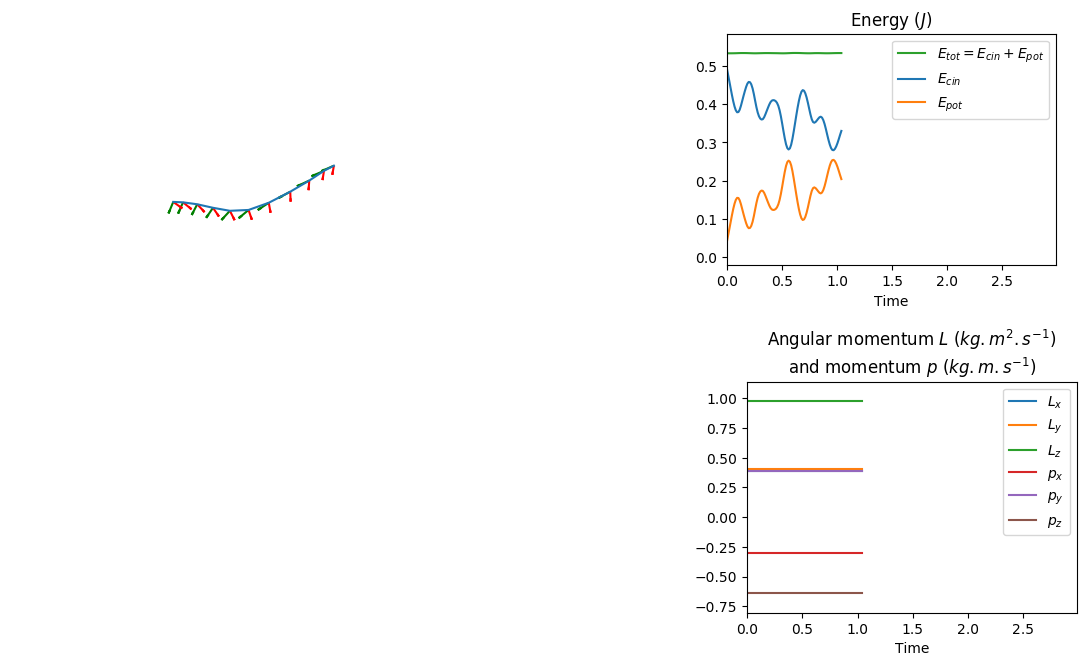 Energy (J)
E_tot = E_cin + E_pot
E_cin
E_pot
0.5
0.4
0.3
0.2
0.1
0.0
0.0 0.5 1.0 1.5 2.0 2.5
Time
Angular momentum L (kg.m².s⁻¹)
and momentum p (kg.m.s⁻¹)
L_x
L_y
L_z
p_x
p_y
p_z
1.00
0.75
0.50
0.25
0.00
−0.25
−0.50
−0.75
0.0 0.5 1.0 1.5 2.0 2.5
Time